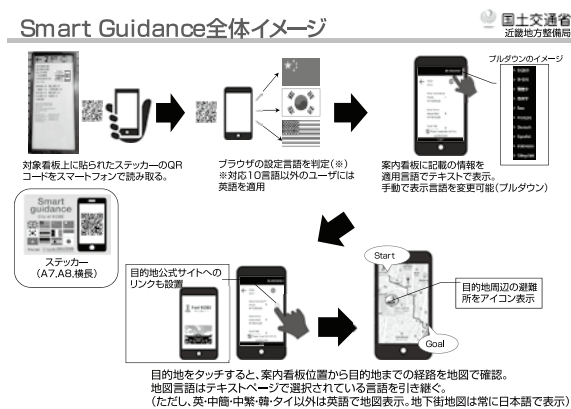 Smart Guidance全体イメージ
国土交通省
近畿地方整備局
プルダウンのイメージ
対象看板上に貼られたステッカーのQR
コードをスマートフォンで読み取る。
ブラウザの設定言語を判定(※)
※対応10言語以外のユーザには
英語を適用
案内看板に記載の情報を
適用言語でテキストで表示。
手動で表示言語を変更可能(プルダウン)
Smart
guidance
ステッカー
(A7,A8,横長)
目的地公式サイトへの
リンクも設置
Start
Goal
目的地周辺の避難
所をアイコン表示
目的地をタッチすると、案内看板位置から目的地までの経路を地図で確認。
地図言語はテキストページで選択されている言語を引き継ぐ。
(ただし、英・中簡・中繁・韓・タイ以外は英語で地図表示。地下街地図は常に日本語で表示)